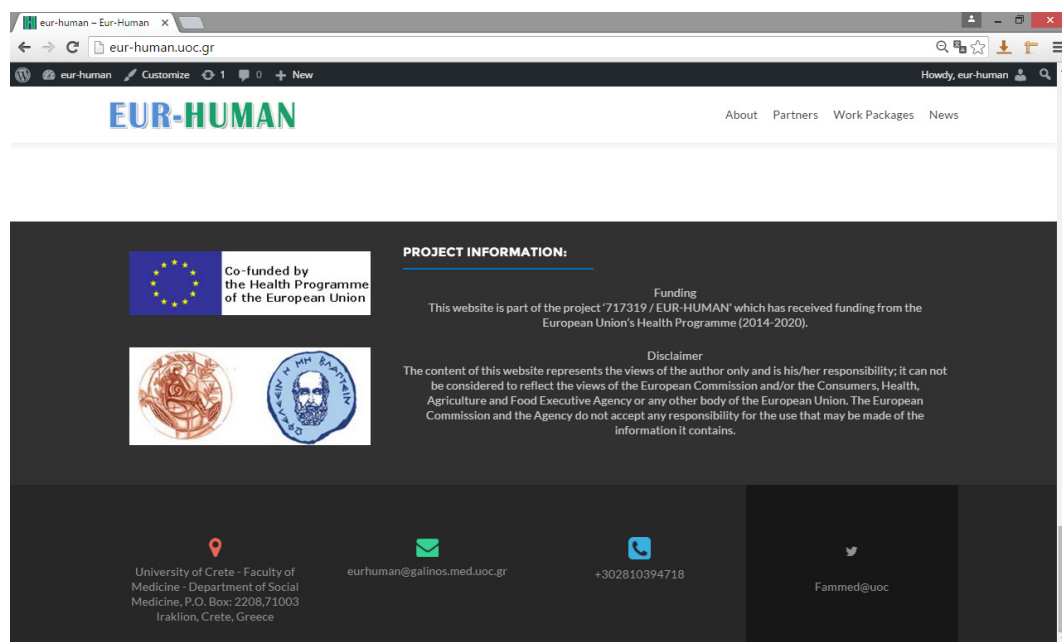 eur-human – Eur-Human
eur-human.uoc.gr
eur-human Customize 1 0 + New Howdy, eur-human
EUR-HUMAN
About Partners Work Packages News
Co-funded by
the Health Programme
of the European Union
PROJECT INFORMATION:
Funding
This website is part of the project '717319 / EUR-HUMAN' which has received funding from the
European Union's Health Programme (2014-2020).
Disclaimer
The content of this website represents the views of the author only and is his/her responsibility; it can not
be considered to reflect the views of the European Commission and/or the Consumers, Health,
Agriculture and Food Executive Agency or any other body of the European Union. The European
Commission and the Agency do not accept any responsibility for the use that may be made of the
information it contains.
ΩΦΕΛΕΕΙΝ Η ΜΗ ΒΛΑΠΤΕΙΝ
University of Crete - Faculty of
Medicine - Department of Social
Medicine, P.O. Box: 2208,71003
Iraklion, Crete, Greece
eurhuman@galinos.med.uoc.gr
+302810394718
Fammed@uoc